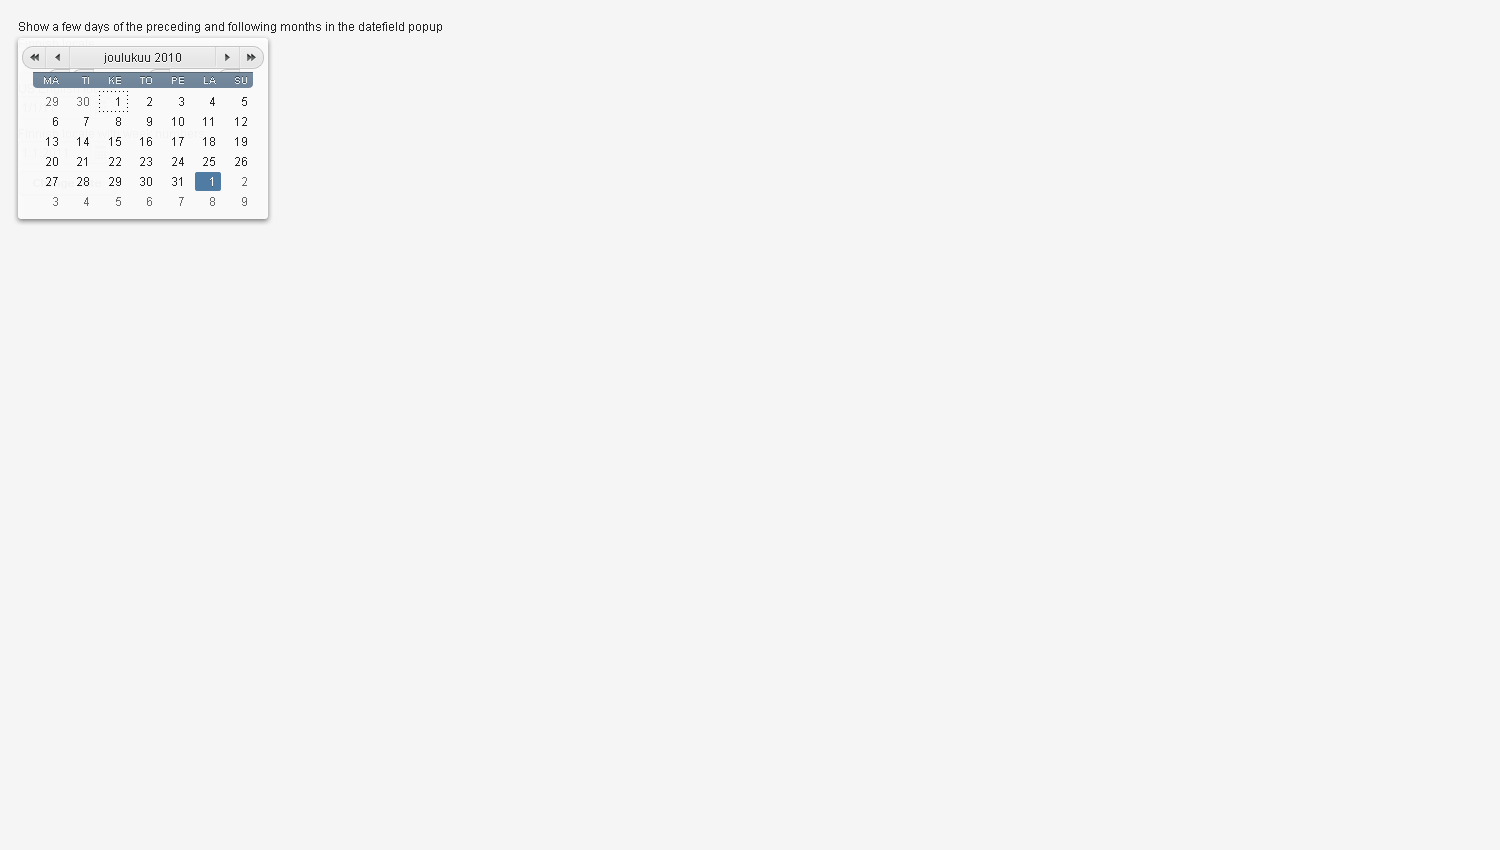 Show a few days of the preceding and following months in the datefield popup
joulukuu 2010
MA TI KE TO PE LA SU
29 30 1 2 3 4 5
6 7 8 9 10 11 12
13 14 15 16 17 18 19
20 21 22 23 24 25 26
27 28 29 30 31 1 2
3 4 5 6 7 8 9